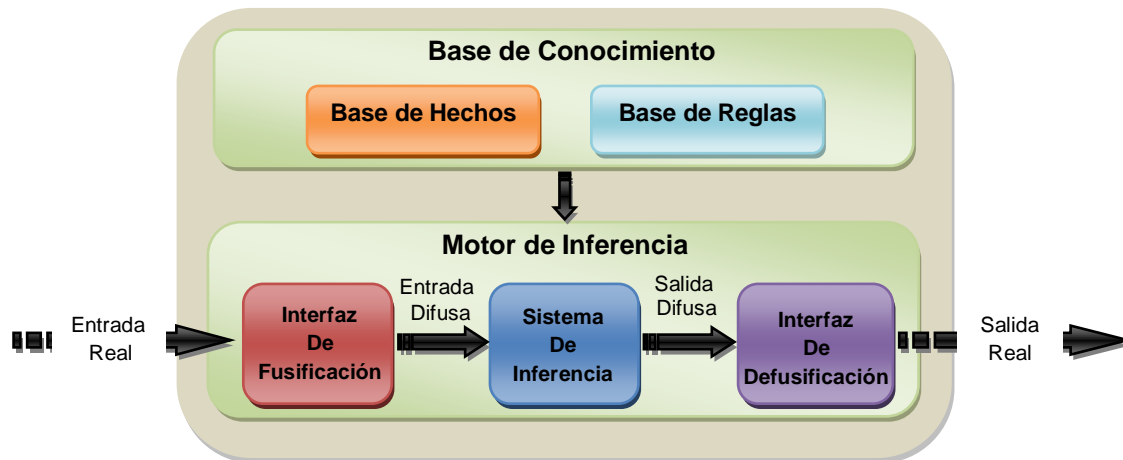 Base de Conocimiento
Base de Hechos
Base de Reglas
Motor de Inferencia
Entrada
Real
Interfaz
De
Fusificación
Entrada
Difusa
Sistema
De
Inferencia
Salida
Difusa
Interfaz
De
Defusificación
Salida
Real